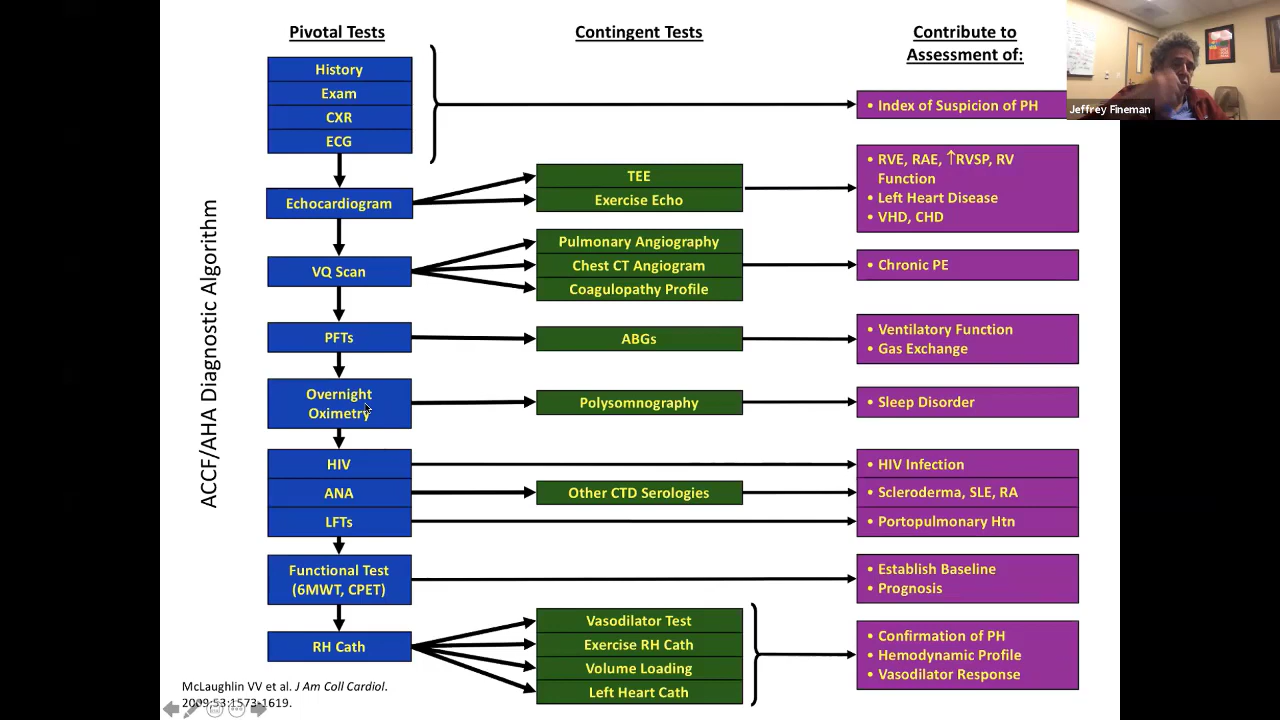 Pivotal Tests
Contingent Tests
Contribute to
Assessment of:
Jeffrey Fineman
ACCF/AHA Diagnostic Algorithm
History
Exam
CXR
ECG
• Index of Suspicion of PH
Echocardiogram
TEE
Exercise Echo
• RVE, RAE, ↑RVSP, RV
Function
• Left Heart Disease
• VHD, CHD
VQ Scan
Pulmonary Angiography
Chest CT Angiogram
Coagulopathy Profile
• Chronic PE
PFTs
ABGs
• Ventilatory Function
• Gas Exchange
Overnight
Oximetry
Polysomnography
• Sleep Disorder
HIV
• HIV Infection
ANA
Other CTD Serologies
• Scleroderma, SLE, RA
LFTs
• Portopulmonary Htn
Functional Test
(6MWT, CPET)
• Establish Baseline
• Prognosis
RH Cath
Vasodilator Test
Exercise RH Cath
Volume Loading
Left Heart Cath
• Confirmation of PH
• Hemodynamic Profile
• Vasodilator Response
McLaughlin VV et al. J Am Coll Cardiol.
2009;53:1573-1619.